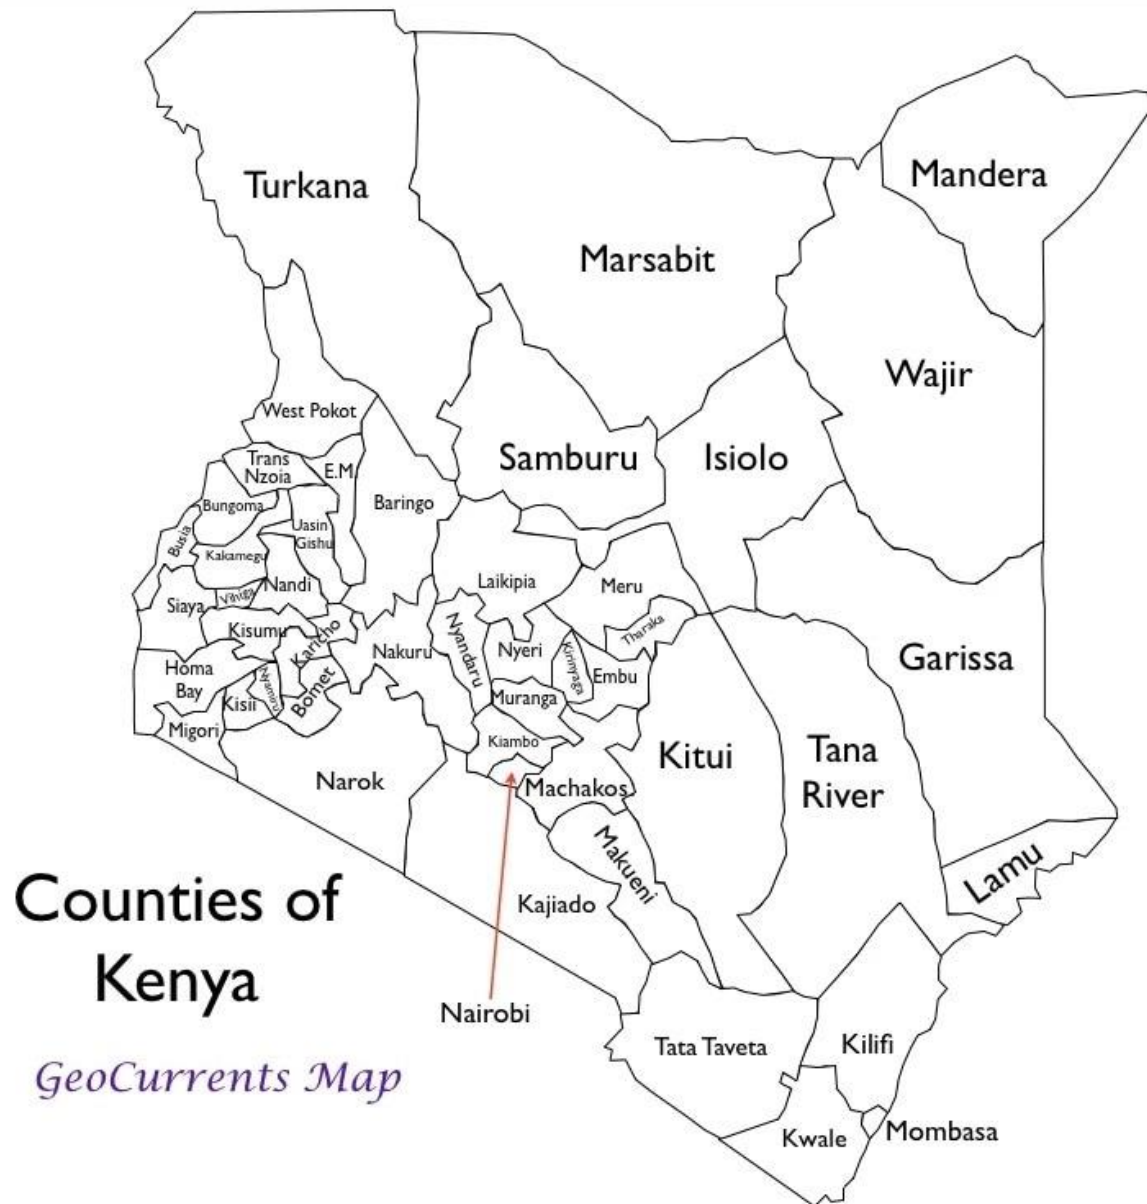 Turkana
Mandera
Marsabit
Wajir
West Pokot
Samburu
Isiolo
Trans
Nzoia
E.M.
Baringo
Bungoma
Busia
Uasin
Gishu
Kakamegu
Laikipia
Meru
Nandi
Vihiga
Siaya
Kisumu
Karicho
Nakuru
Nyandaru
Nyeri
Kirinyaga
Tharaka
Embu
Garissa
Homa
Bay
Kisii
Nyamiru
Bomet
Muranga
Migori
Kiambo
Narok
Machakos
Kitui
Tana
River
Makueni
Lamu
Kajiado
Counties of
Kenya
Nairobi
Tata Taveta
Kilifi
GeoCurrents Map
Kwale
Mombasa